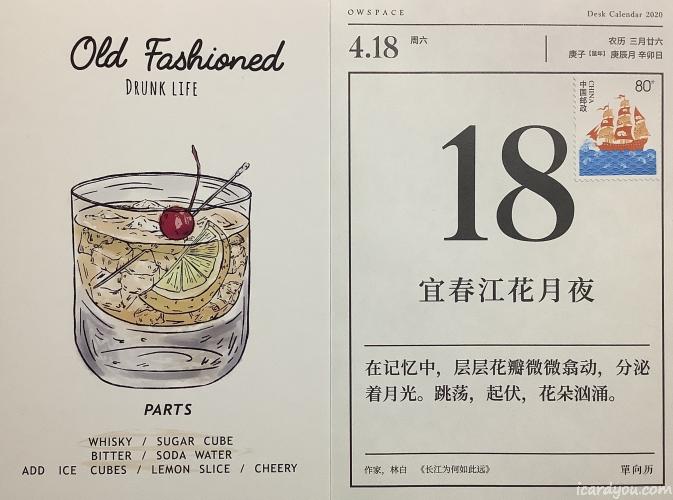 Old Fashioned
DRUNK LIFE
PARTS
WHISKY / SUGAR CUBE
BITTER / SODA WATER
ADD ICE CUBES / LEMON SLICE / CHEERY
OWSPACE
Desk Calendar 2020
4.18 周六
农历 三月廿六
庚子【鼠年】庚辰月 辛卯日
中国邮政
CHINA
80分
18
宜春江花月夜
在记忆中，层层花瓣微微翕动，分泌
着月光。跳荡，起伏，花朵汹涌。
作家，林白 《长江为何如此远》
單向历
icardyou.com